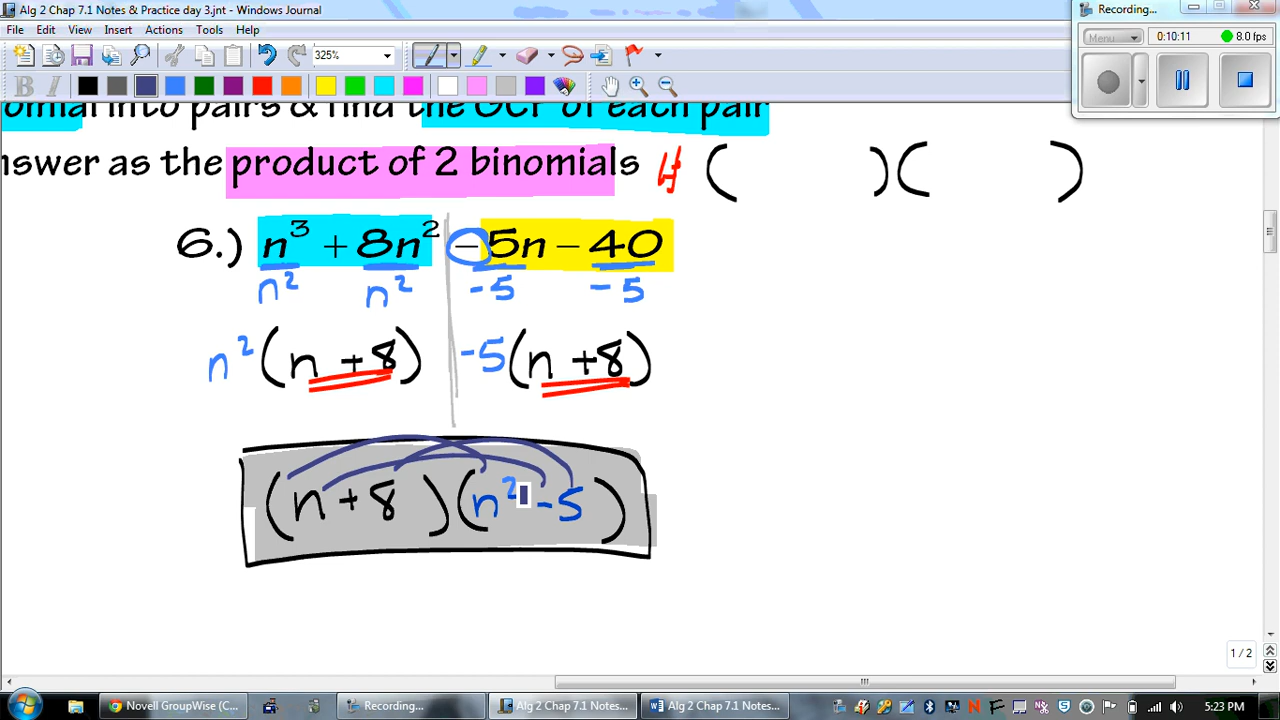 Alg 2 Chap 7.1 Notes & Practice day 3.jnt - Windows Journal
Recording...
File Edit View Insert Actions Tools Help
Menu 0:10:11 8.0 fps
325%
B I
omial into pairs & find the GCF of each pair
nswer as the product of 2 binomials ( )( )
6.) n³ + 8n² - 5n - 40
n² n² -5 -5
n²(n + 8) -5(n + 8)
(n + 8)(n² - 5)
1 / 2
Novell GroupWise (C... Recording... Alg 2 Chap 7.1 Notes... Alg 2 Chap 7.1 Notes... 5:23 PM